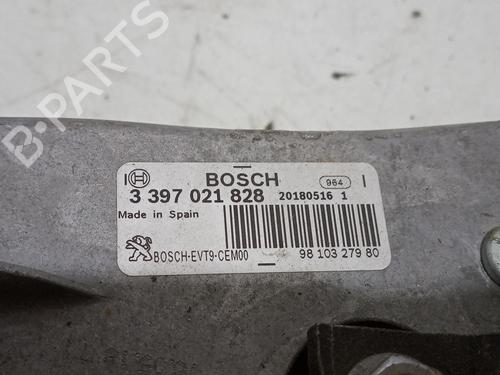 B-PARTS
BOSCH 964
3 397 021 828 20180516 1
Made in Spain
BOSCH-EVT9-CEM00 98 103 279 80